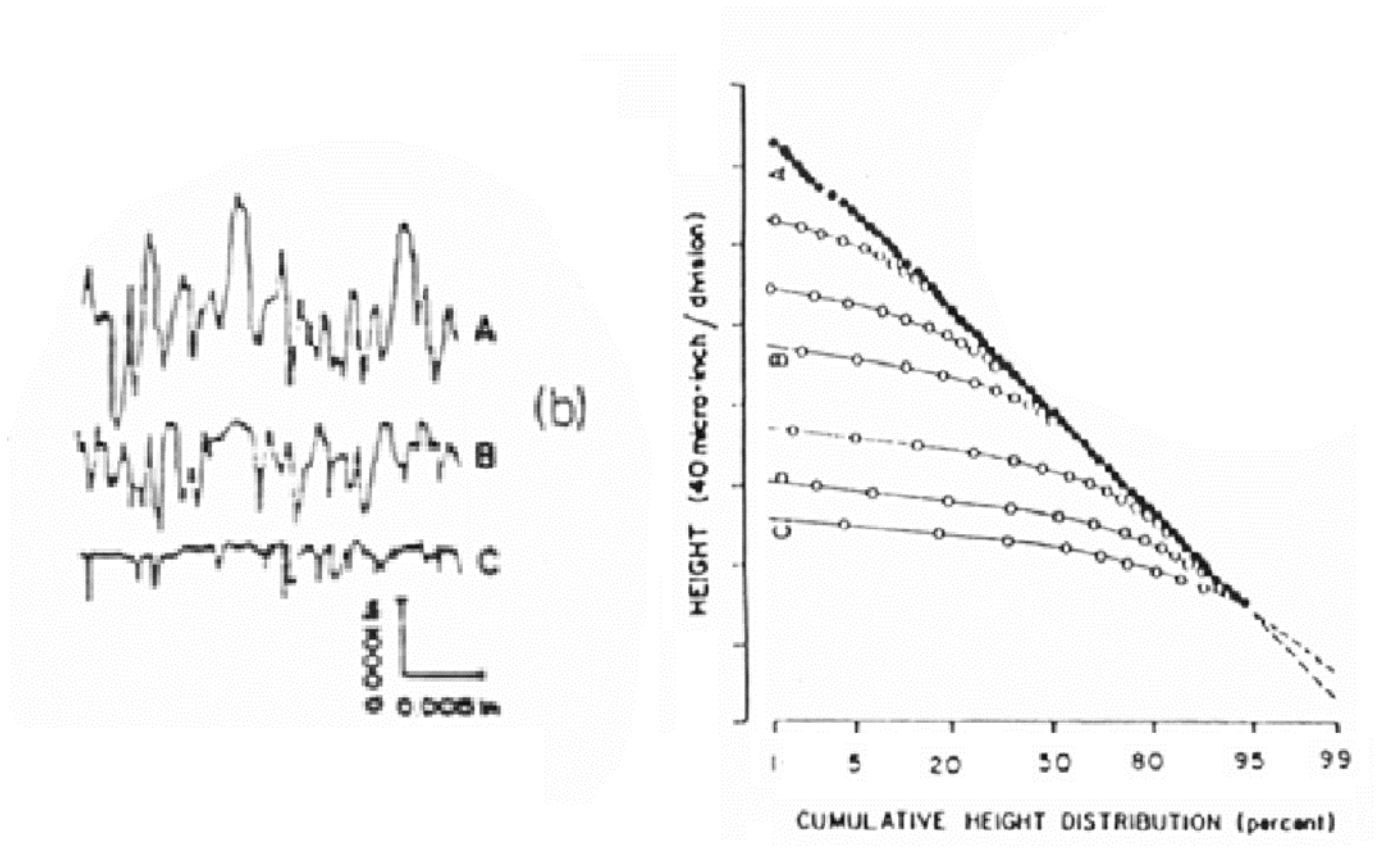 A
(b)
B
C
0.0001 in
0.005 in
HEIGHT (40 micro-inch / division)
A
B
C
1 5 20 50 80 95 99
CUMULATIVE HEIGHT DISTRIBUTION (percent)